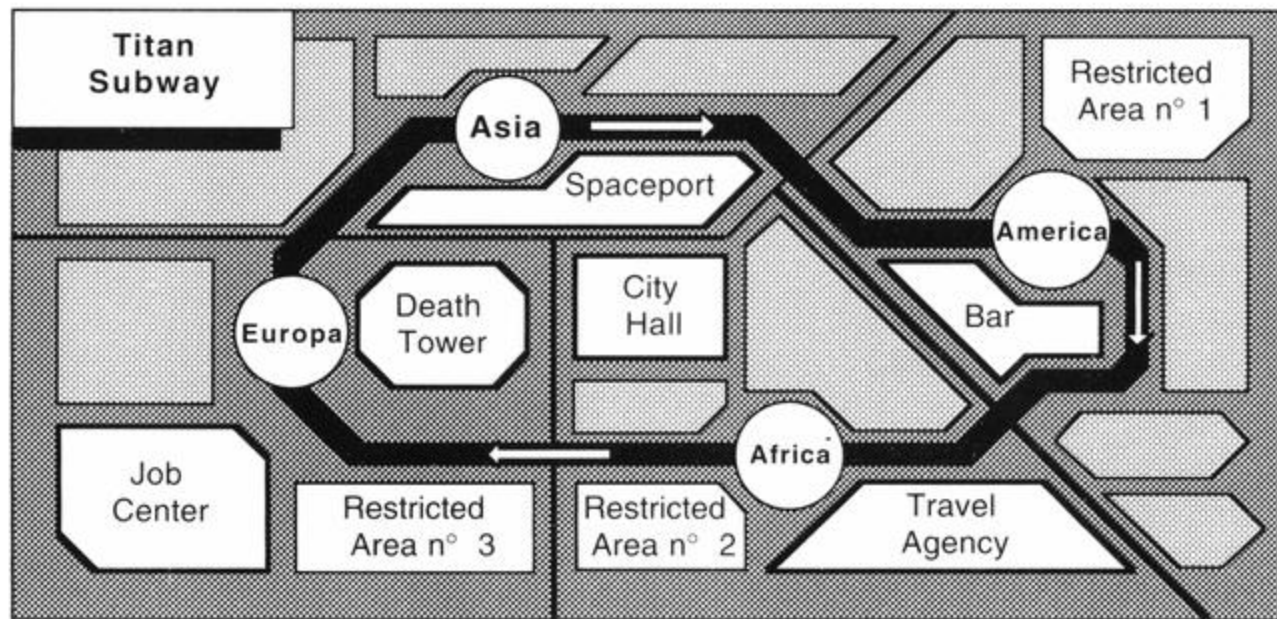 Titan
Subway
Restricted
Area n° 1
Asia
Spaceport
America
City
Hall
Death
Tower
Bar
Europa
Africa
Job
Center
Restricted
Area n° 3
Restricted
Area n° 2
Travel
Agency